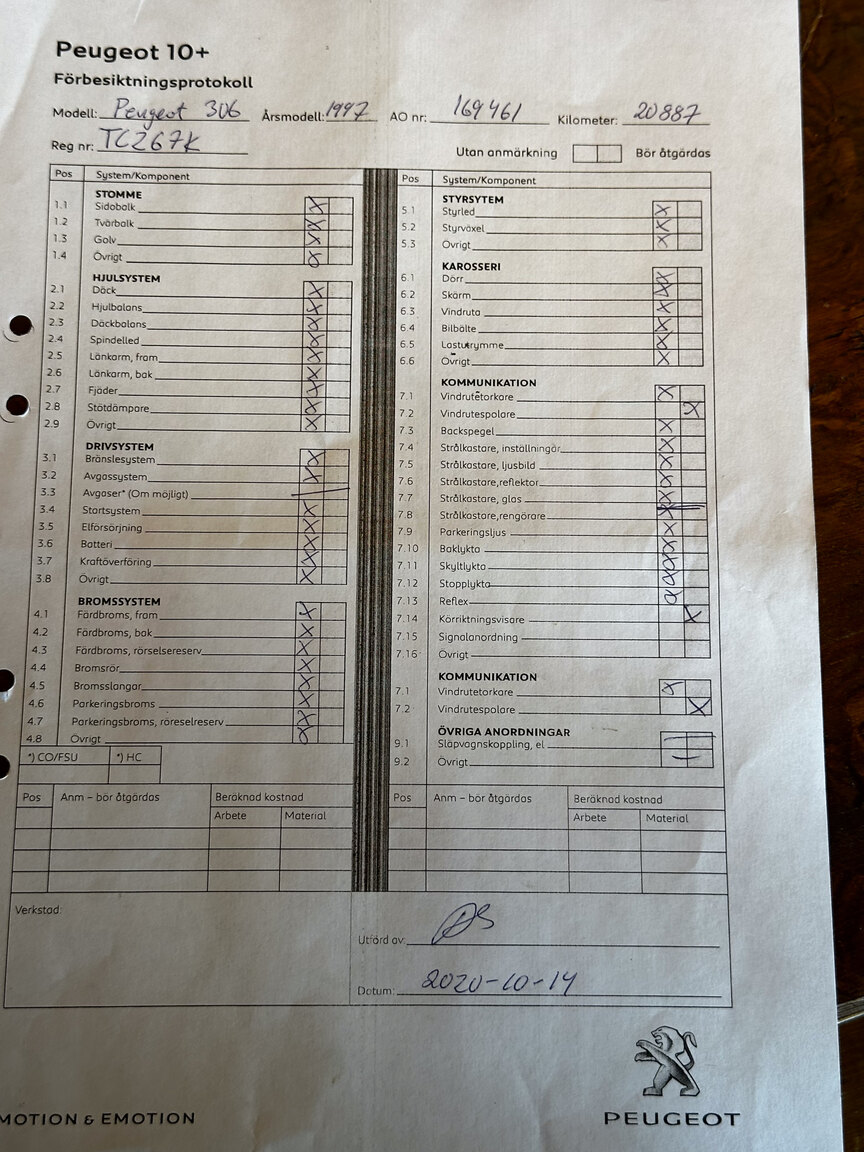 Peugeot 10+
Förbesiktningsprotokoll
Modell: Peugeot 306 Årsmodell: 1997 AO nr: 169461 Kilometer: 20887
Reg nr: TCZ67K
Utan anmärkning Bör åtgärdas
Pos System/Komponent
STOMME
1.1 Sidobalk X
1.2 Tvärbalk X
1.3 Golv X
1.4 Övrigt X
HJULSYSTEM
2.1 Däck X
2.2 Hjulbalans X
2.3 Däckbalans X
2.4 Spindelled X
2.5 Länkarm, fram X
2.6 Länkarm, bak X
2.7 Fjäder X
2.8 Stötdämpare X
2.9 Övrigt X
DRIVSYSTEM
3.1 Bränslesystem X
3.2 Avgassystem X
3.3 Avgaser* (Om möjligt)
3.4 Startsystem X
3.5 Elförsörjning X
3.6 Batteri X
3.7 Kraftöverföring X
3.8 Övrigt X
BROMSSYSTEM
4.1 Färdbroms, fram X
4.2 Färdbroms, bak X
4.3 Färdbroms, rörselsereserv X
4.4 Bromsrör X
4.5 Bromsslangar X
4.6 Parkeringsbroms X
4.7 Parkeringsbroms, röreselreserv X
4.8 Övrigt X
*) CO/FSU *) HC
Pos Anm – bör åtgärdas Beräknad kostnad
Arbete Material
Pos System/Komponent
STYRSYTEM
5.1 Styrled X
5.2 Styrväxel X
5.3 Övrigt X
KAROSSERI
6.1 Dörr X
6.2 Skärm X
6.3 Vindruta X
6.4 Bilbälte X
6.5 Lastutrymme X
6.6 Övrigt X
KOMMUNIKATION
7.1 Vindrutetorkare X
7.2 Vindrutespolare X
7.3 Backspegel X
7.4 Strålkastare, inställningar X
7.5 Strålkastare, ljusbild X
7.6 Strålkastare,reflektor X
7.7 Strålkastare, glas X
7.8 Strålkastare,rengörare
7.9 Parkeringsljus X
7.10 Baklykta X
7.11 Skyltlykta X
7.12 Stopplykta X
7.13 Reflex X
7.14 Körriktningsvisare X
7.15 Signalanordning
7.16 Övrigt
KOMMUNIKATION
7.1 Vindrutetorkare X
7.2 Vindrutespolare X
ÖVRIGA ANORDNINGAR
9.1 Släpvagnskoppling, el —
9.2 Övrigt —
Pos Anm – bör åtgärdas Beräknad kostnad
Arbete Material
Verkstad:
Utförd av:
Datum: 2020-10-14
MOTION & EMOTION
PEUGEOT